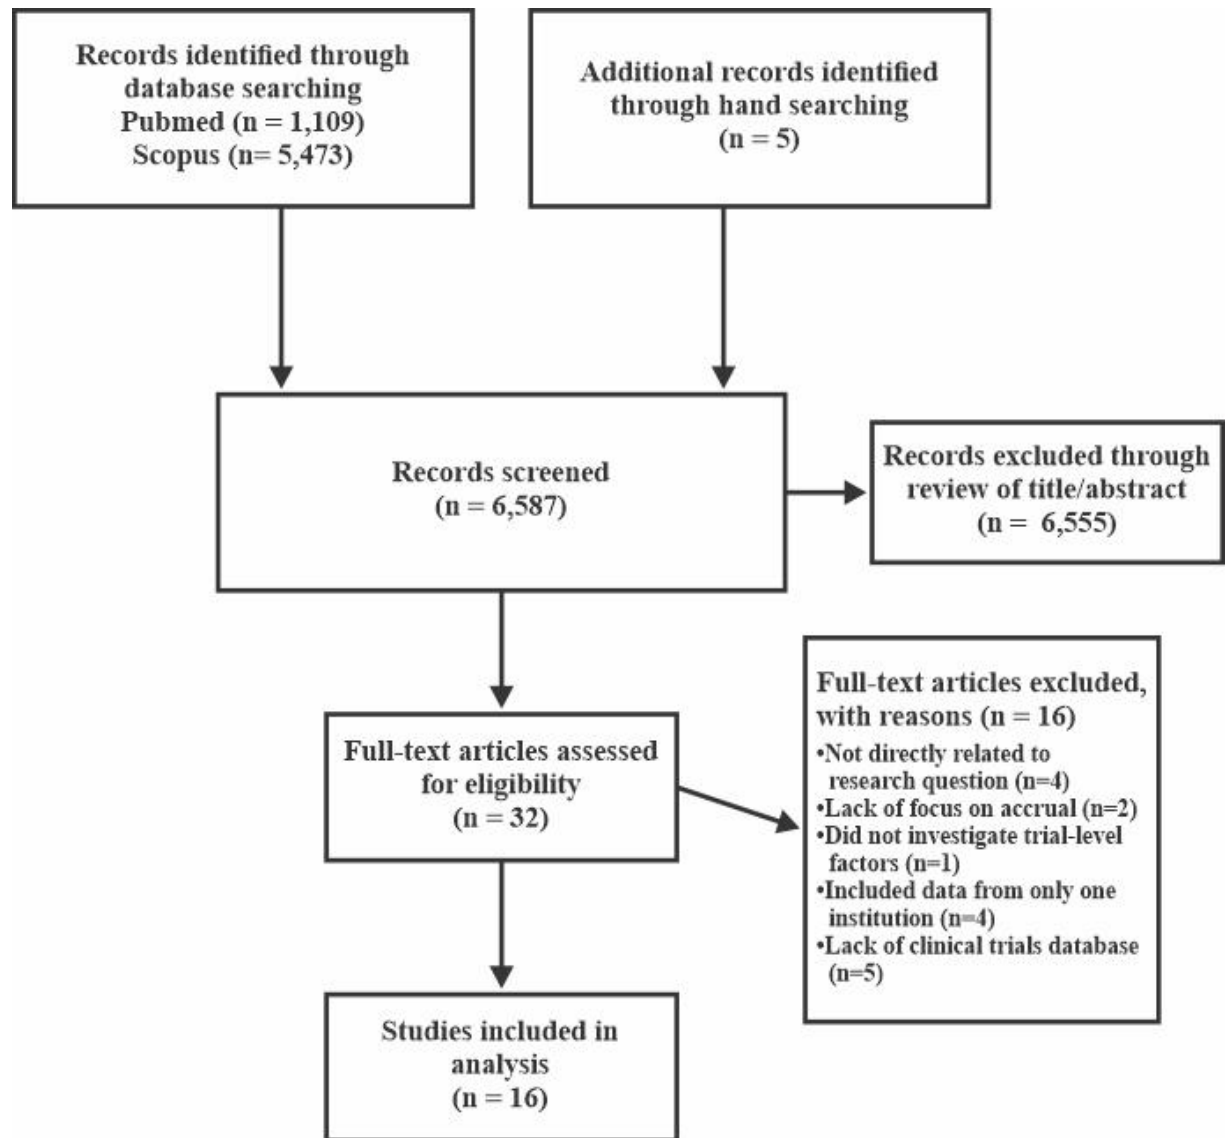 Records identified through
database searching
Pubmed (n = 1,109)
Scopus (n= 5,473)
Additional records identified
through hand searching
(n = 5)
Records screened
(n = 6,587)
Records excluded through
review of title/abstract
(n = 6,555)
Full-text articles assessed
for eligibility
(n = 32)
Full-text articles excluded,
with reasons (n = 16)
•Not directly related to
research question (n=4)
•Lack of focus on accrual (n=2)
•Did not investigate trial-level
factors (n=1)
•Included data from only one
institution (n=4)
•Lack of clinical trials database
(n=5)
Studies included in
analysis
(n = 16)